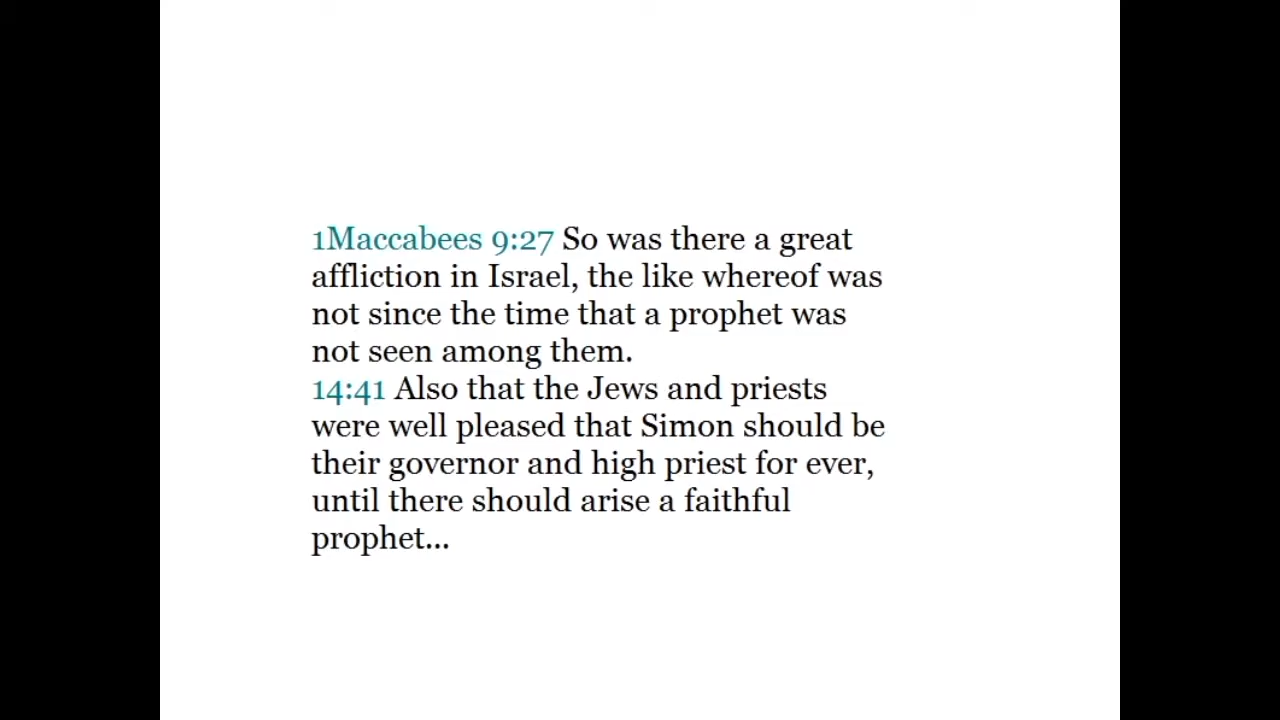 1Maccabees 9:27 So was there a great
affliction in Israel, the like whereof was
not since the time that a prophet was
not seen among them.
14:41 Also that the Jews and priests
were well pleased that Simon should be
their governor and high priest for ever,
until there should arise a faithful
prophet...